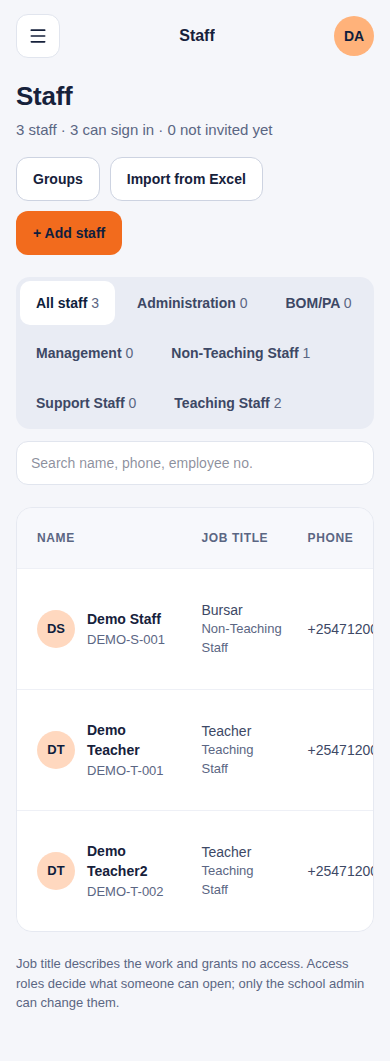 Staff
DA
Staff
3 staff · 3 can sign in · 0 not invited yet
Groups
Import from Excel
+ Add staff
All staff 3
Administration 0
BOM/PA 0
Management 0
Non-Teaching Staff 1
Support Staff 0
Teaching Staff 2
Search name, phone, employee no.
NAME
JOB TITLE
PHONE
DS
Demo Staff
DEMO-S-001
Bursar
Non-Teaching
Staff
+25471200
DT
Demo
Teacher
DEMO-T-001
Teacher
Teaching
Staff
+25471200
DT
Demo
Teacher2
DEMO-T-002
Teacher
Teaching
Staff
+25471200
Job title describes the work and grants no access. Access
roles decide what someone can open; only the school admin
can change them.